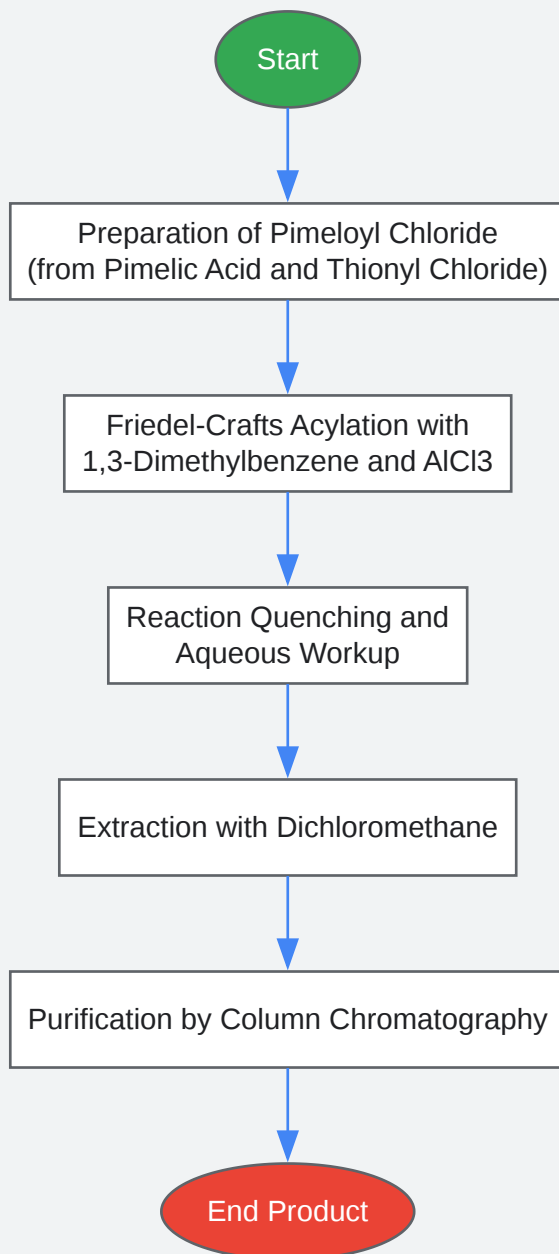 Start
Preparation of Pimeloyl Chloride
(from Pimelic Acid and Thionyl Chloride)
Friedel-Crafts Acylation with
1,3-Dimethylbenzene and AlCl3
Reaction Quenching and
Aqueous Workup
Extraction with Dichloromethane
Purification by Column Chromatography
End Product